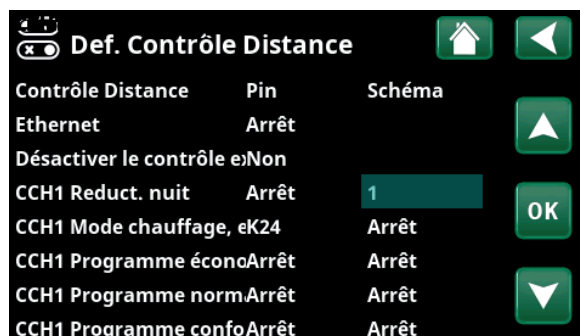 Def. Contrôle Distance
Contrôle Distance Pin Schéma
Ethernet Arrêt
Désactiver le contrôle ex Non
CCH1 Reduct. nuit Arrêt 1
CCH1 Mode chauffage, e K24 Arrêt
OK
CCH1 Programme écono Arrêt Arrêt
CCH1 Programme norm Arrêt Arrêt
CCH1 Programme confo Arrêt Arrêt